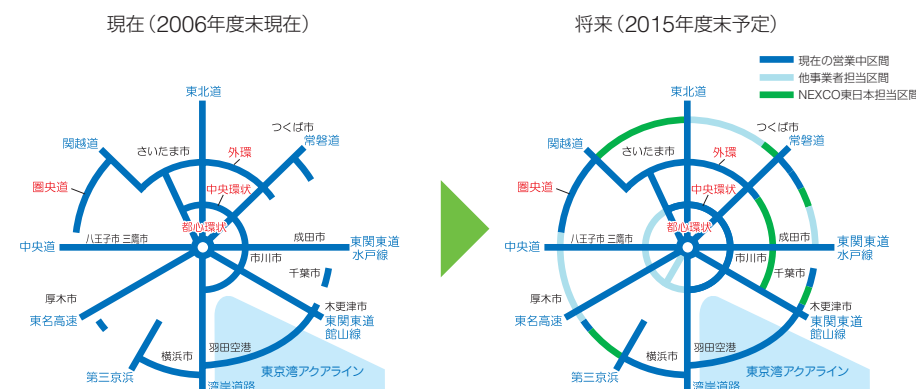 現在（2006年度末現在）
東北道
つくば市
常磐道
関越道
さいたま市
外環
圏央道
中央環状
都心環状
中央道
八王子市 三鷹市
成田市
東関東道
水戸線
市川市
千葉市
厚木市
東名高速
木更津市
東関東道
館山線
羽田空港
横浜市
東京湾アクアライン
第三京浜
湾岸道路
将来（2015年度末予定）
現在の営業中区間
他事業者担当区間
NEXCO東日本担当区間
東北道
つくば市
常磐道
関越道
さいたま市
外環
圏央道
中央環状
都心環状
中央道
八王子市 三鷹市
成田市
東関東道
水戸線
市川市
千葉市
厚木市
東名高速
木更津市
東関東道
館山線
羽田空港
横浜市
東京湾アクアライン
第三京浜
湾岸道路